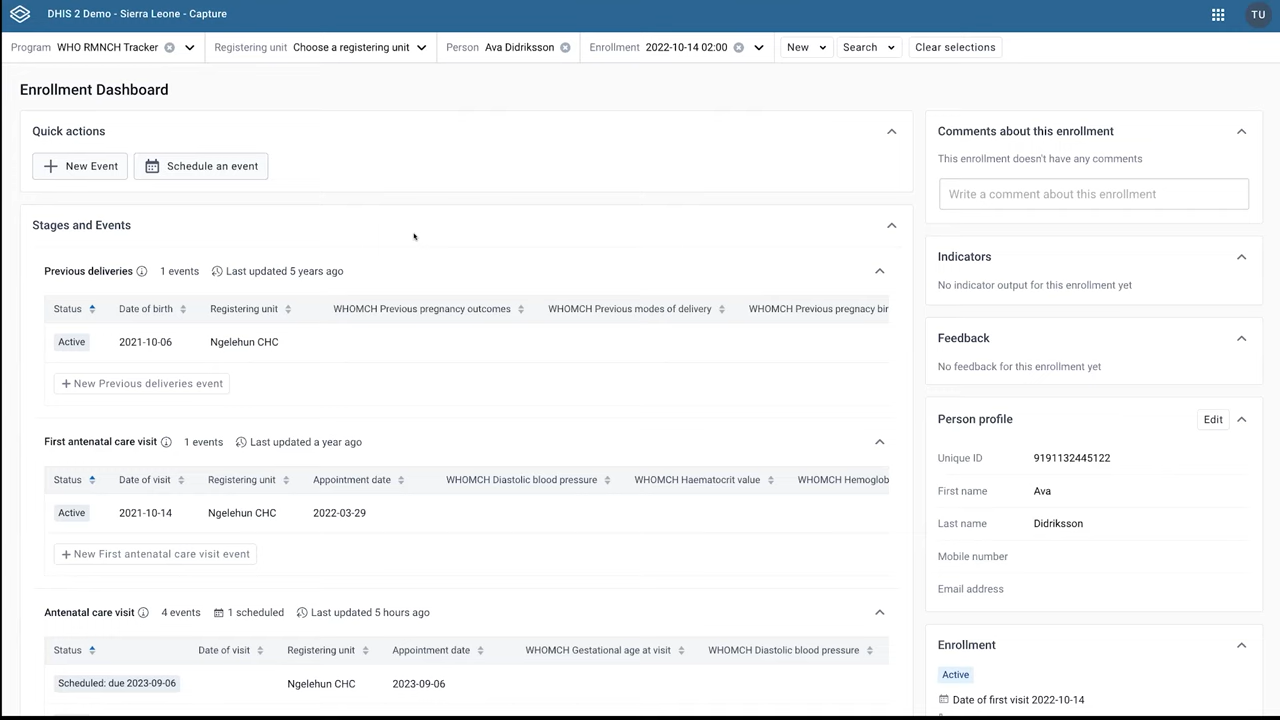 DHIS 2 Demo - Sierra Leone - Capture
TU
Program WHO RMNCH Tracker
Registering unit Choose a registering unit
Person Ava Didriksson
Enrollment 2022-10-14 02:00
New
Search
Clear selections
Enrollment Dashboard
Quick actions
New Event
Schedule an event
Stages and Events
Previous deliveries 1 events Last updated 5 years ago
Status Date of birth Registering unit WHOMCH Previous pregnancy outcomes WHOMCH Previous modes of delivery WHOMCH Previous pregnacy bir
Active 2021-10-06 Ngelehun CHC
+ New Previous deliveries event
First antenatal care visit 1 events Last updated a year ago
Status Date of visit Registering unit Appointment date WHOMCH Diastolic blood pressure WHOMCH Haematocrit value WHOMCH Hemoglob
Active 2021-10-14 Ngelehun CHC 2022-03-29
+ New First antenatal care visit event
Antenatal care visit 4 events 1 scheduled Last updated 5 hours ago
Status Date of visit Registering unit Appointment date WHOMCH Gestational age at visit WHOMCH Diastolic blood pressure
Scheduled: due 2023-09-06 Ngelehun CHC 2023-09-06
Comments about this enrollment
This enrollment doesn't have any comments
Write a comment about this enrollment
Indicators
No indicator output for this enrollment yet
Feedback
No feedback for this enrollment yet
Person profile Edit
Unique ID 9191132445122
First name Ava
Last name Didriksson
Mobile number
Email address
Enrollment
Active
Date of first visit 2022-10-14